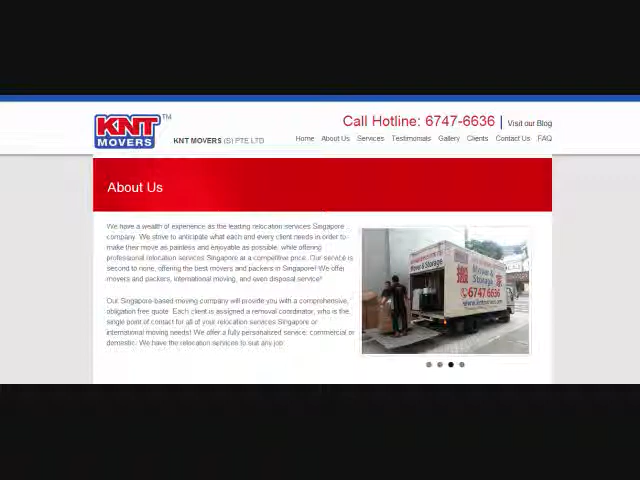 Call Hotline: 6747-6636 | Visit our Blog
KNT TM
MOVERS
KNT MOVERS (S) PTE LTD
Home About Us Services Testimonials Gallery Clients Contact Us FAQ
About Us
We have a wealth of experience as the leading relocation services Singapore
company. We strive to anticipate what each and every client needs in order to
make their move as painless and enjoyable as possible, while offering
professional relocation services Singapore at a competitive price. Our service is
second to none, offering the best movers and packers in Singapore! We offer
movers and packers, international moving, and even disposal service!
Our Singapore-based moving company will provide you with a comprehensive,
obligation free quote. Each client is assigned a removal coordinator, who is the
single point of contact for all of your relocation services Singapore or
international moving needs! We offer a fully personalized service: commercial or
domestic. We have the relocation services to suit any job
Mover & Storage
搬
Mover &
Storage
家
6747 6636